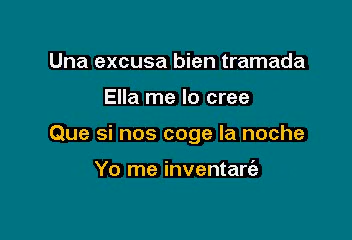 Una excusa bien tramada
Ella me lo cree
Que si nos coge la noche
Yo me inventaré